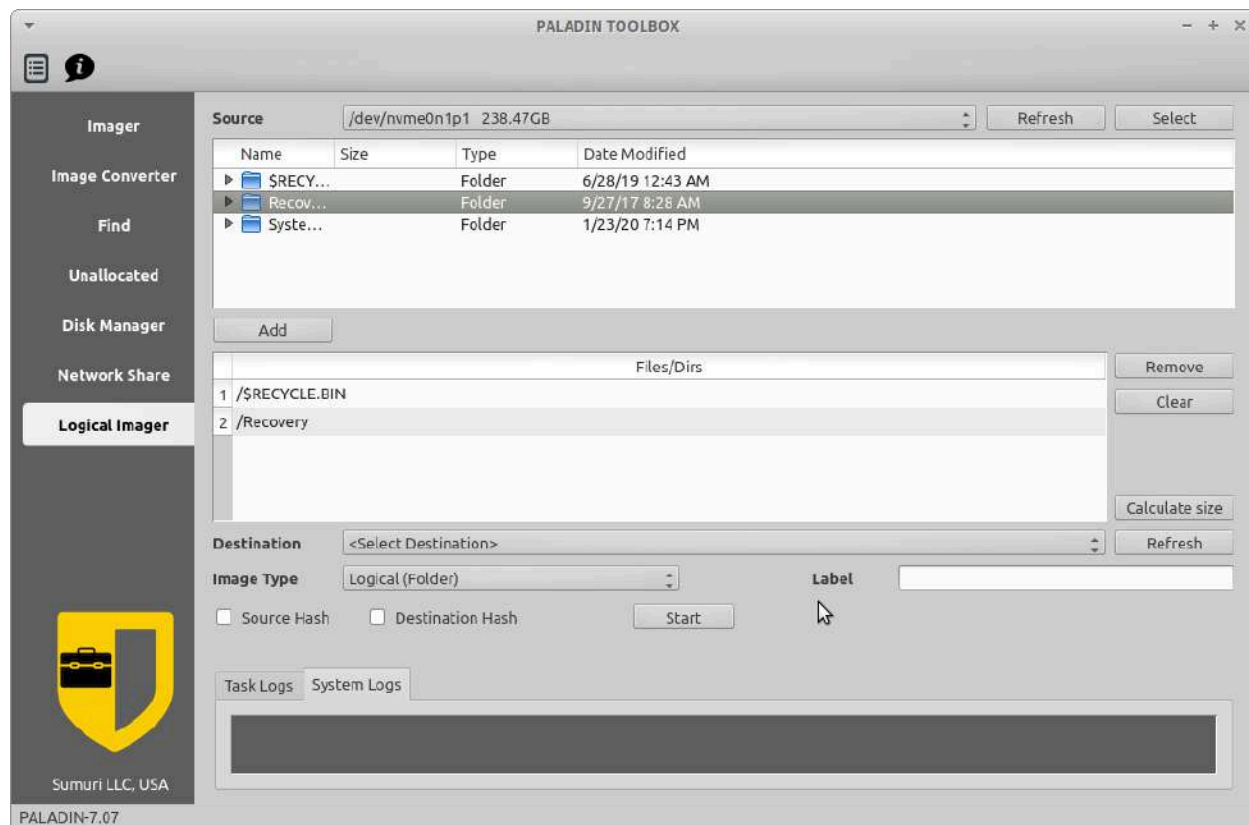 PALADIN TOOLBOX
Imager
Image Converter
Find
Unallocated
Disk Manager
Network Share
Logical Imager
Sumuri LLC, USA
Source /dev/nvme0n1p1 238.47GB Refresh Select
Name Size Type Date Modified
$RECY... Folder 6/28/19 12:43 AM
Recov... Folder 9/27/17 8:28 AM
Syste... Folder 1/23/20 7:14 PM
Add
Files/Dirs Remove
1 /$RECYCLE.BIN Clear
2 /Recovery
Calculate size
Destination <Select Destination> Refresh
Image Type Logical (Folder) Label
Source Hash Destination Hash Start
Task Logs System Logs
PALADIN-7.07